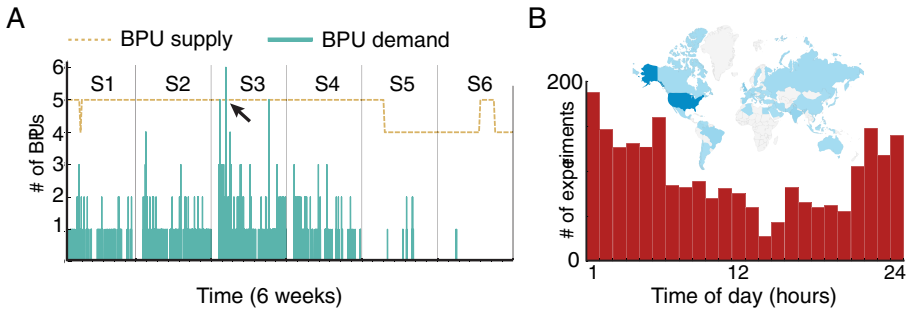 A
BPU supply
BPU demand
6
5
4
3
2
1
# of BPUs
S1
S2
S3
S4
S5
S6
Time (6 weeks)
B
200
0
# of experiments
1
12
24
Time of day (hours)